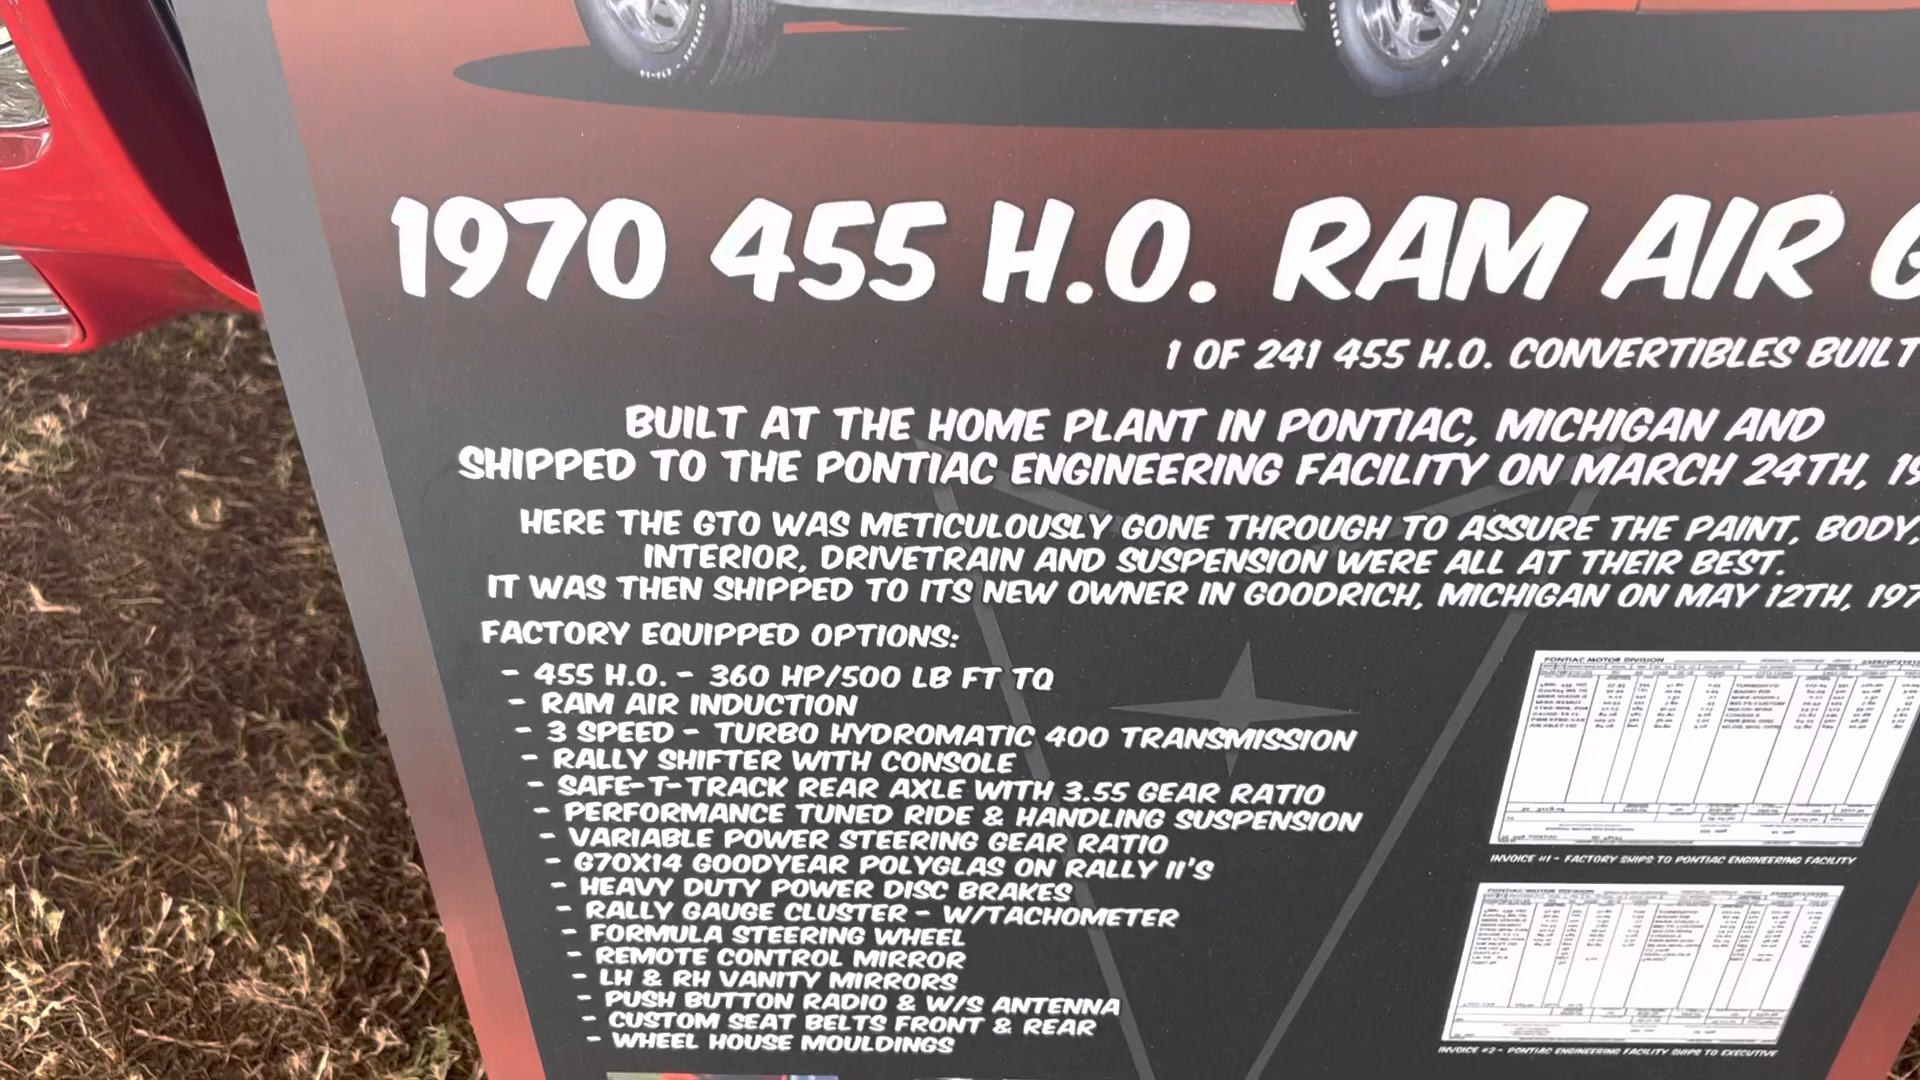 1970 455 H.O. RAM AIR G
1 OF 241 455 H.O. CONVERTIBLES BUILT
BUILT AT THE HOME PLANT IN PONTIAC, MICHIGAN AND
SHIPPED TO THE PONTIAC ENGINEERING FACILITY ON MARCH 24TH, 19
HERE THE GTO WAS METICULOUSLY GONE THROUGH TO ASSURE THE PAINT, BODY,
INTERIOR, DRIVETRAIN AND SUSPENSION WERE ALL AT THEIR BEST.
IT WAS THEN SHIPPED TO ITS NEW OWNER IN GOODRICH, MICHIGAN ON MAY 12TH, 197
FACTORY EQUIPPED OPTIONS:
- 455 H.O. - 360 HP/500 LB FT TQ
- RAM AIR INDUCTION
- 3 SPEED - TURBO HYDROMATIC 400 TRANSMISSION
- RALLY SHIFTER WITH CONSOLE
- SAFE-T-TRACK REAR AXLE WITH 3.55 GEAR RATIO
- PERFORMANCE TUNED RIDE & HANDLING SUSPENSION
- VARIABLE POWER STEERING GEAR RATIO
- G70X14 GOODYEAR POLYGLAS ON RALLY II'S
- HEAVY DUTY POWER DISC BRAKES
- RALLY GAUGE CLUSTER - W/TACHOMETER
- FORMULA STEERING WHEEL
- REMOTE CONTROL MIRROR
- LH & RH VANITY MIRRORS
- PUSH BUTTON RADIO & W/S ANTENNA
- CUSTOM SEAT BELTS FRONT & REAR
- WHEEL HOUSE MOULDINGS
PONTIAC MOTOR DIVISION
INVOICE #1 - FACTORY SHIPS TO PONTIAC ENGINEERING FACILITY
PONTIAC MOTOR DIVISION
INVOICE #2 - PONTIAC ENGINEERING FACILITY SHIPS TO EXECUTIVE